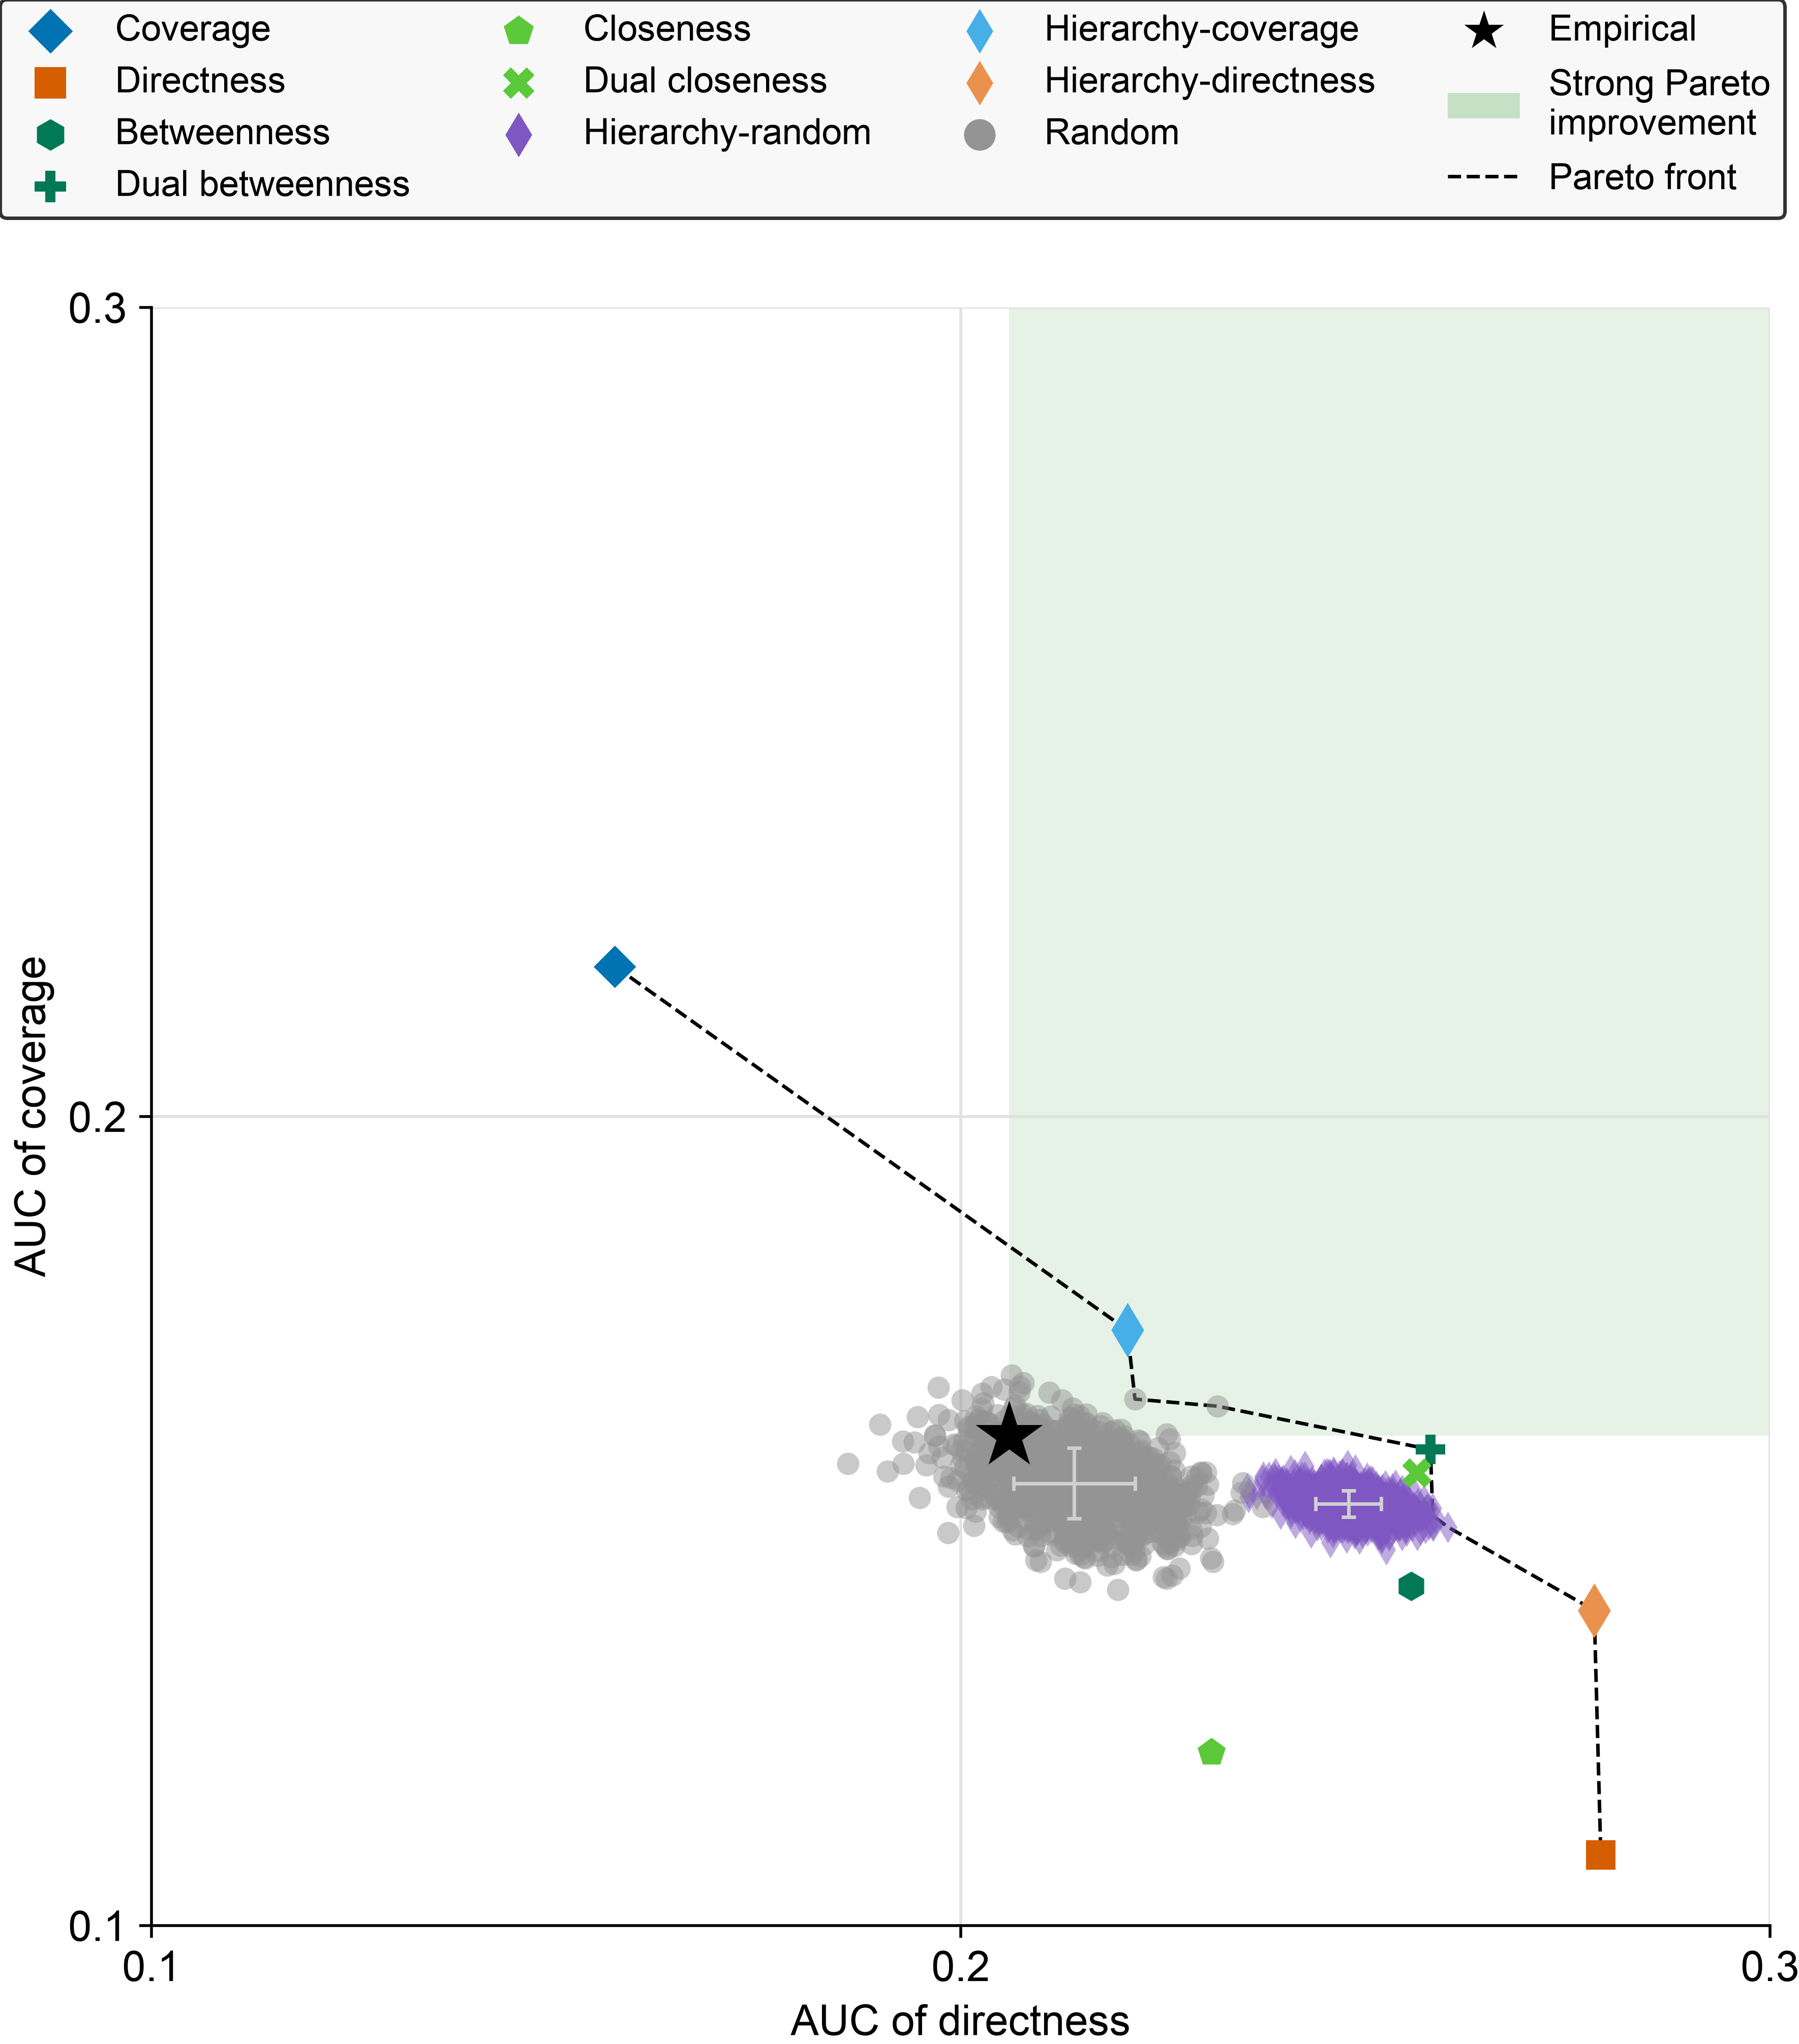 Coverage
Directness
Betweenness
Dual betweenness
Closeness
Dual closeness
Hierarchy-random
Hierarchy-coverage
Hierarchy-directness
Random
Empirical
Strong Pareto
improvement
Pareto front
0.3
0.2
0.1
AUC of coverage
0.1
0.2
0.3
AUC of directness